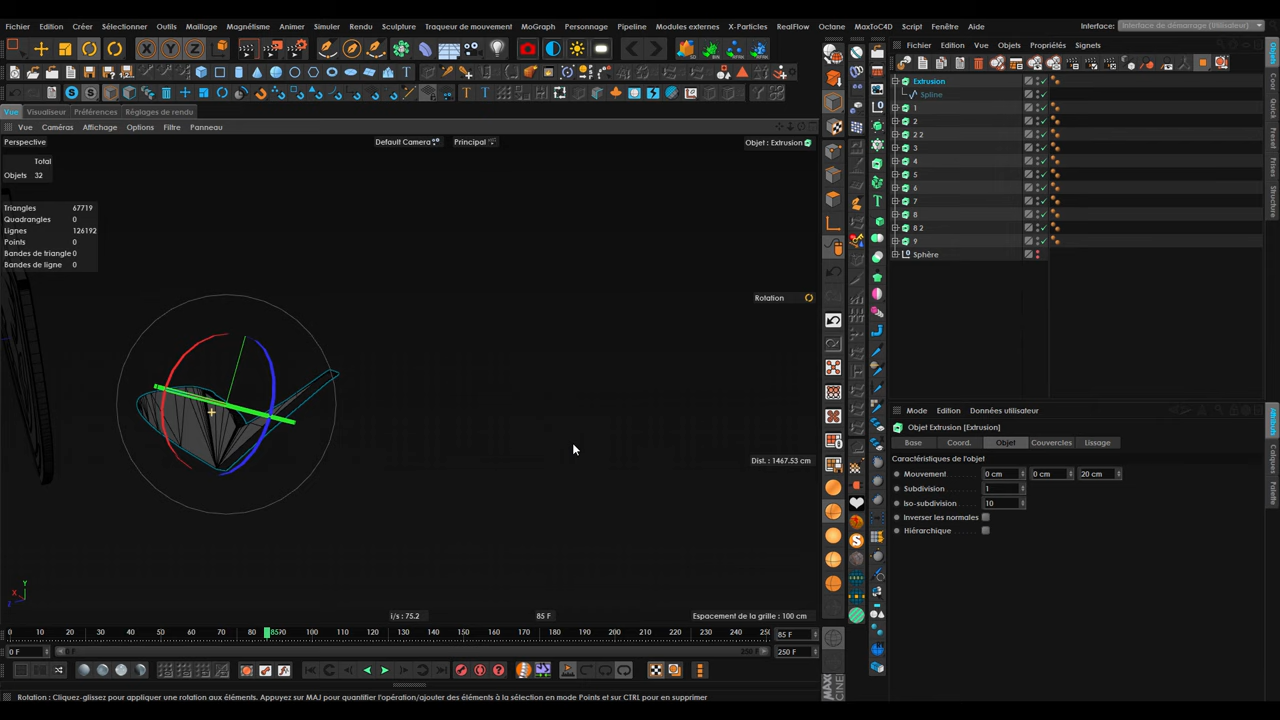 Fichier Edition Créer Sélectionner Outils Maillage Magnétisme Animer Simuler Rendu Sculpture Traqueur de mouvement MoGraph Personnage Pipeline Modules externes X-Particles RealFlow Octane MaxToC4D Script Fenêtre Aide Interface: Interface de démarrage (Utilisateur)
Fichier Edition Vue Objets Propriétés Signets
Vue Visualiseur Préférences Réglages de rendu
Vue Caméras Affichage Options Filtre Panneau
Perspective Default Camera Principal Objet : Extrusion
Total
Objets 32
Triangles 67719
Quadrangles 0
Lignes 126192
Points 0
Bandes de triangle 0
Bandes de ligne 0
Rotation
Dist. : 1467.53 cm
Y
X
Z
i/s : 75.2 85 F Espacement de la grille : 100 cm
0 10 20 30 40 50 60 70 80 8590 100 110 120 130 140 150 160 170 180 190 200 210 220 230 240 25 85 F
0 F 0 F 250 F 250 F
Rotation : Cliquez-glissez pour appliquer une rotation aux éléments. Appuyez sur MAJ pour quantifier l'opération/ajouter des éléments à la sélection en mode Points et sur CTRL pour en supprimer
Extrusion
Spline
1
2
2 2
3
4
5
6
7
8
8 2
9
Sphère
Mode Edition Données utilisateur
Objet Extrusion [Extrusion]
Base Coord. Objet Couvercles Lissage
Caractéristiques de l'objet
Mouvement 0 cm 0 cm 20 cm
Subdivision 1
Iso-subdivision 10
Inverser les normales
Hiérarchique
Objets
Quick
Préset
Prises
Structure
Attributs
Calques